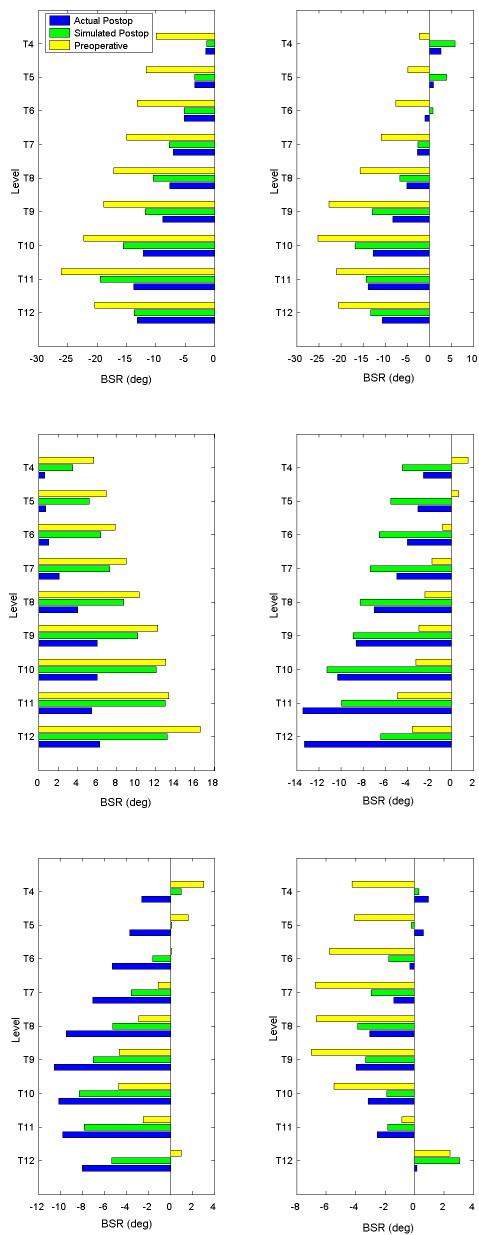 Actual Postop
Simulated Postop
Preoperative
T4
T5
T6
T7
T8
T9
T10
T11
T12
Level
-30 -25 -20 -15 -10 -5 0
BSR (deg)
T4
T5
T6
T7
T8
T9
T10
T11
T12
Level
-30 -25 -20 -15 -10 -5 0 5 10
BSR (deg)
T4
T5
T6
T7
T8
T9
T10
T11
T12
Level
0 2 4 6 8 10 12 14 16 18
BSR (deg)
T4
T5
T6
T7
T8
T9
T10
T11
T12
Level
-14 -12 -10 -8 -6 -4 -2 0 2
BSR (deg)
T4
T5
T6
T7
T8
T9
T10
T11
T12
Level
-12 -10 -8 -6 -4 -2 0 2 4
BSR (deg)
T4
T5
T6
T7
T8
T9
T10
T11
T12
Level
-8 -6 -4 -2 0 2 4
BSR (deg)